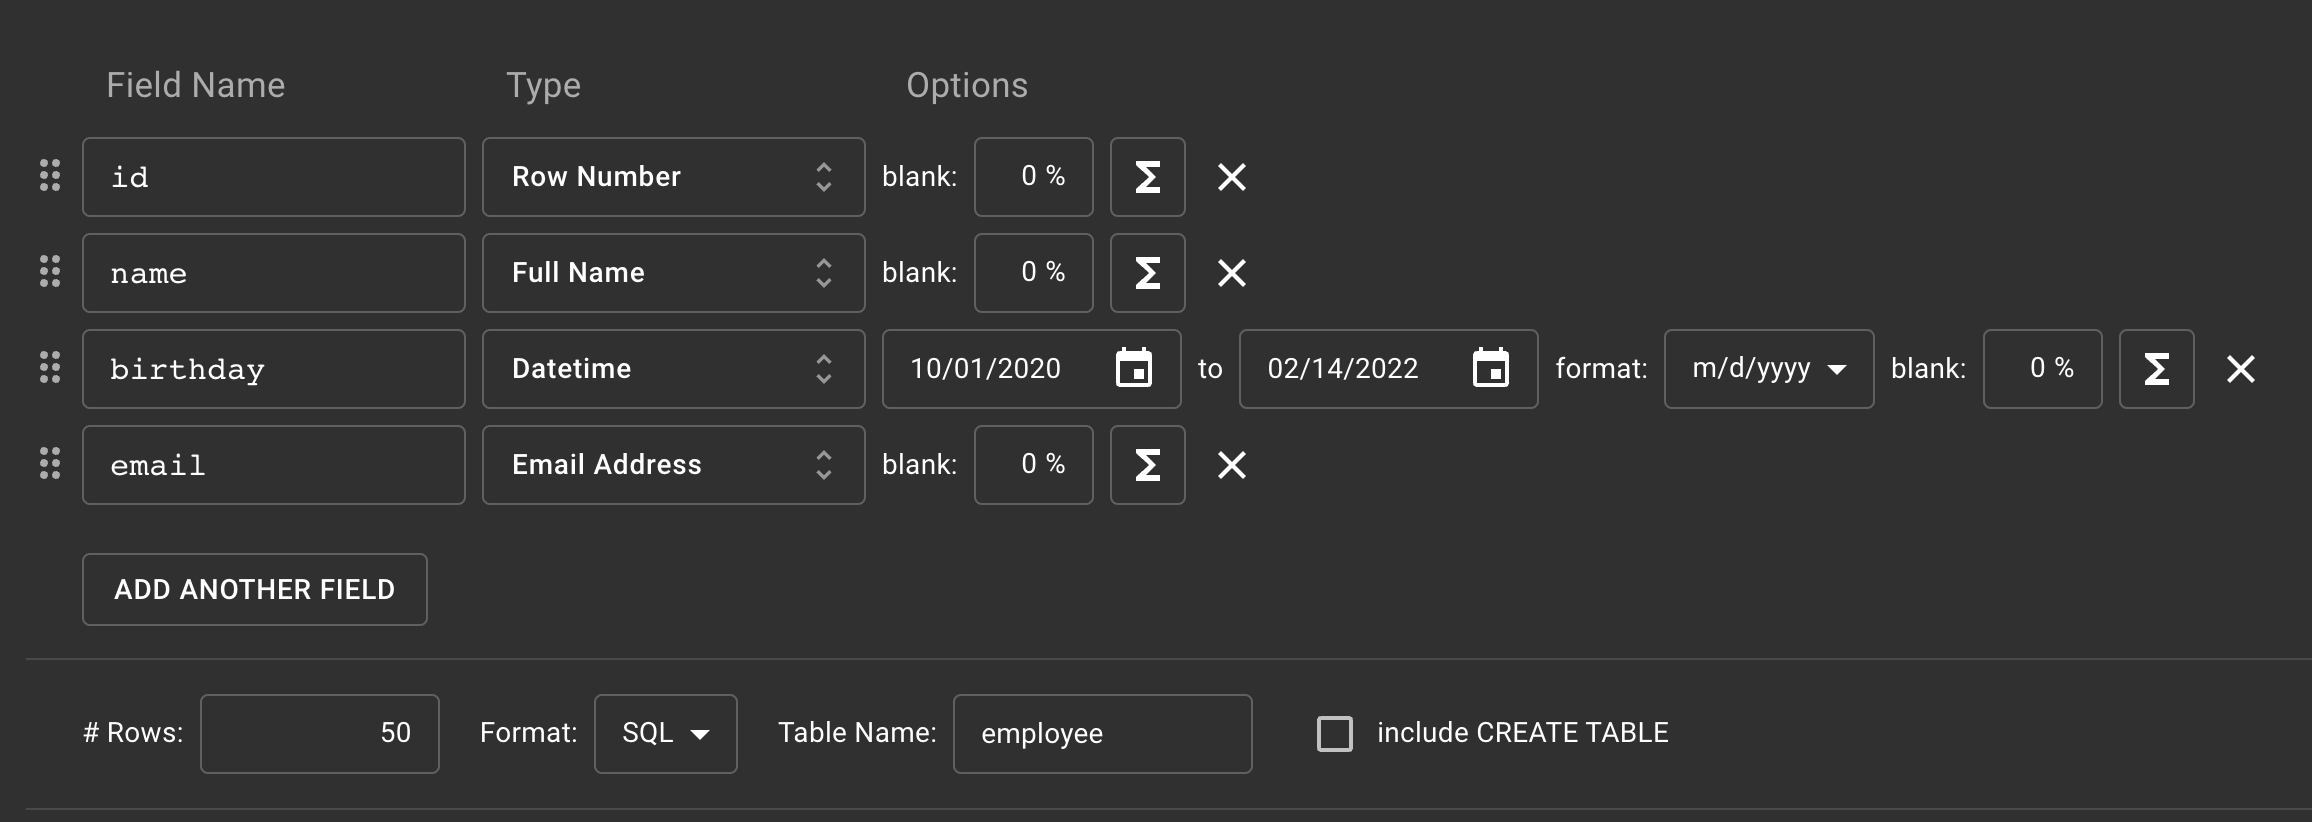 Field Name Type Options
id Row Number blank: 0 % Σ
name Full Name blank: 0 % Σ
birthday Datetime 10/01/2020 to 02/14/2022 format: m/d/yyyy blank: 0 % Σ
email Email Address blank: 0 % Σ
ADD ANOTHER FIELD
# Rows: 50 Format: SQL Table Name: employee include CREATE TABLE